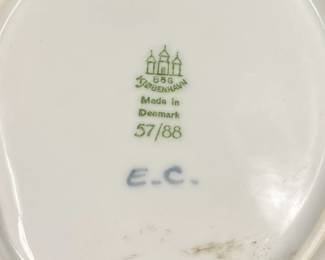 B&G
KJØBENHAVN
Made in
Denmark
57/88
E.C.